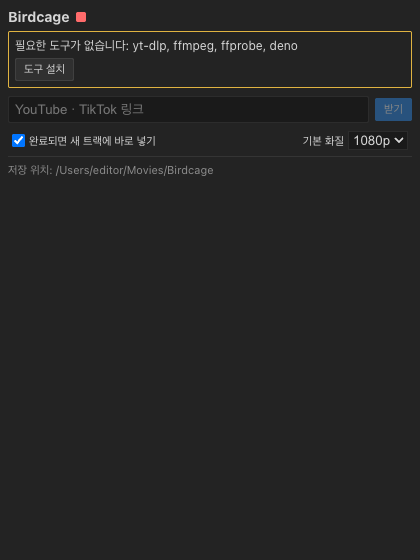 Birdcage
필요한 도구가 없습니다: yt-dlp, ffmpeg, ffprobe, deno
도구 설치
YouTube · TikTok 링크
받기
완료되면 새 트랙에 바로 넣기
기본 화질 1080p
저장 위치: /Users/editor/Movies/Birdcage